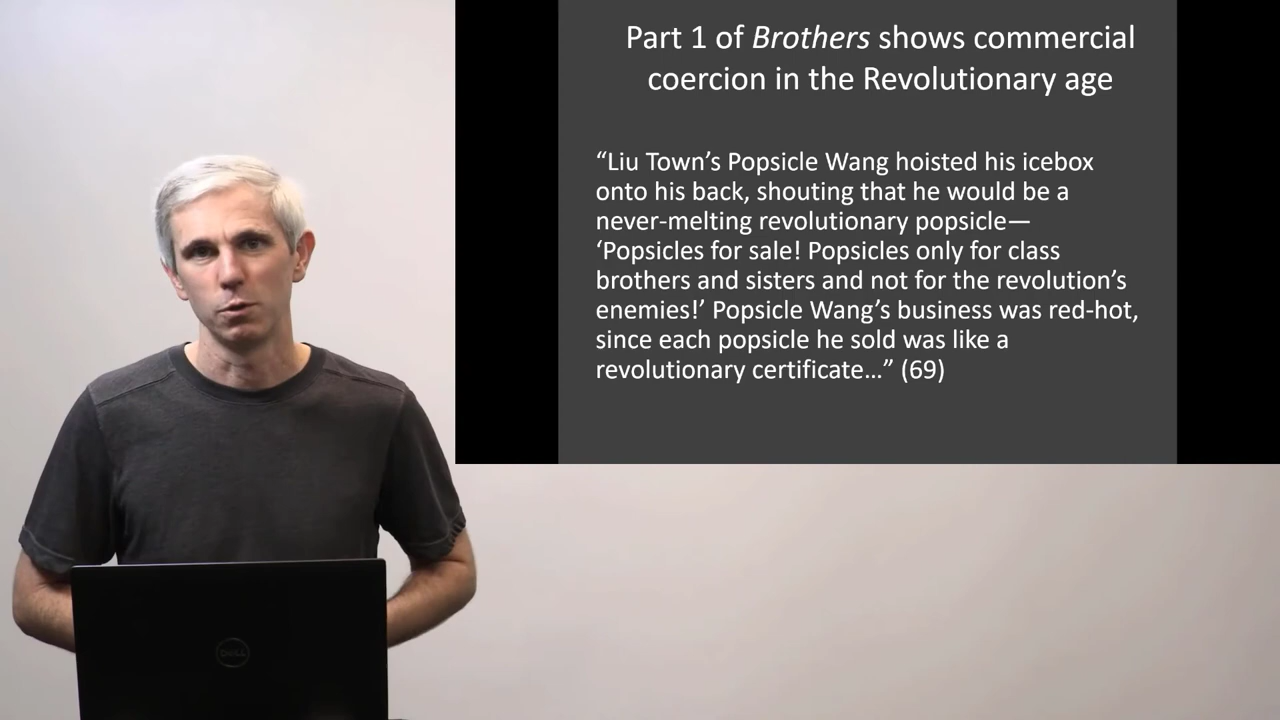 Part 1 of Brothers shows commercial
coercion in the Revolutionary age
“Liu Town’s Popsicle Wang hoisted his icebox
onto his back, shouting that he would be a
never-melting revolutionary popsicle—
‘Popsicles for sale! Popsicles only for class
brothers and sisters and not for the revolution’s
enemies!’ Popsicle Wang’s business was red-hot,
since each popsicle he sold was like a
revolutionary certificate…” (69)
DELL